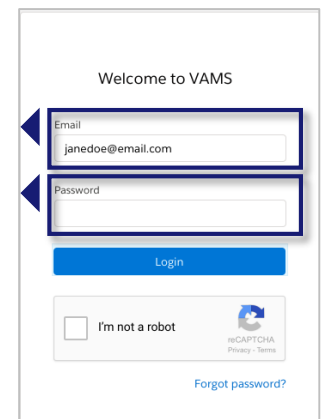 Welcome to VAMS
Email
janedoe@email.com
Password
Login
I'm not a robot
reCAPTCHA
Privacy - Terms
Forgot password?